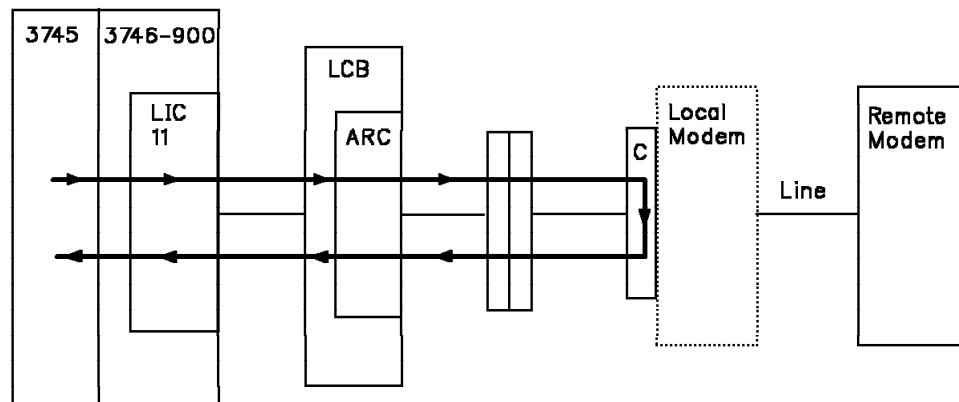 3745
3746-900
LCB
LIC
11
ARC
C
Local
Modem
Line
Remote
Modem